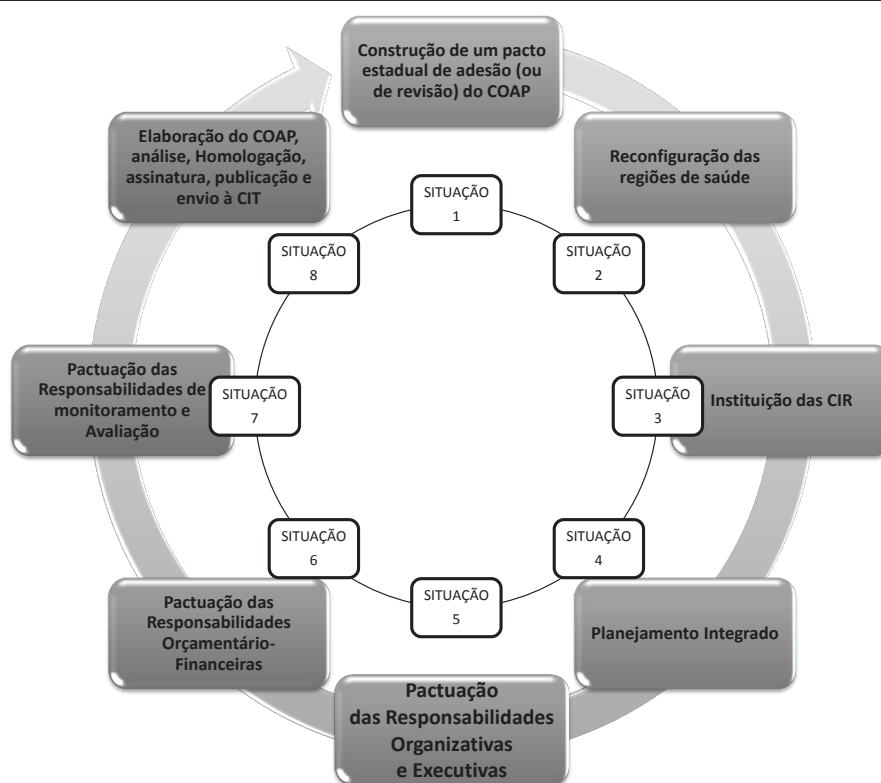 Construção de um pacto
estadual de adesão (ou
de revisão) do COAP
Reconfiguração das
regiões de saúde
Instituição das CIR
Planejamento Integrado
Pactuação
das Responsabilidades
Organizativas
e Executivas
Pactuação das
Responsabilidades
Orçamentário-
Financeiras
Pactuação das
Responsabilidades de
monitoramento e
Avaliação
Elaboração do COAP,
análise, Homologação,
assinatura, publicação e
envio à CIT
SITUAÇÃO
1
SITUAÇÃO
2
SITUAÇÃO
3
SITUAÇÃO
4
SITUAÇÃO
5
SITUAÇÃO
6
SITUAÇÃO
7
SITUAÇÃO
8